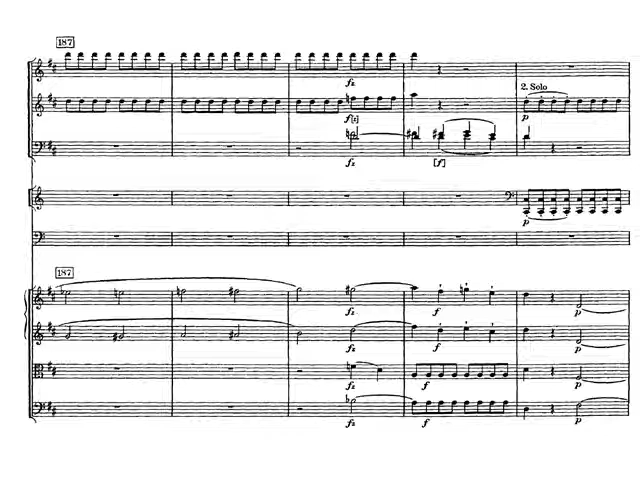 187
fz
2. Solo
f[z] p
fz [f]
p
187
fz f p
fz f p
fz f p
fz f p